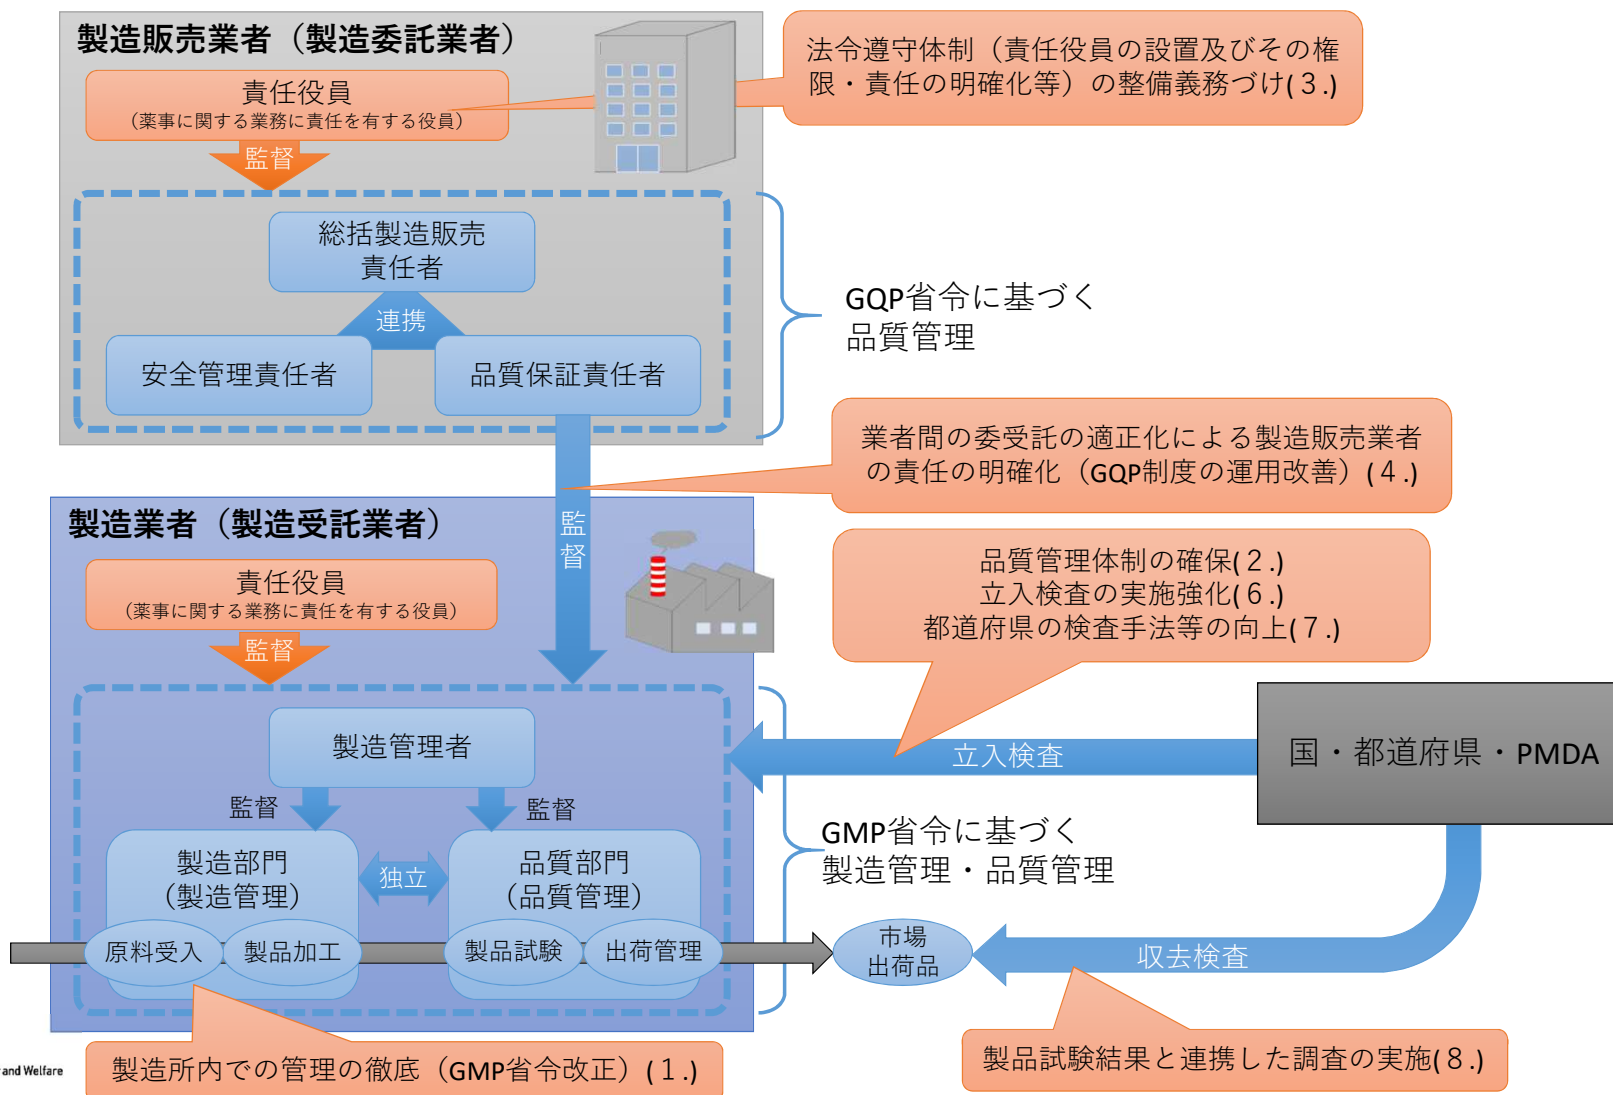 製造販売業者（製造委託業者）
責任役員
（薬事に関する業務に責任を有する役員）
監督
法令遵守体制（責任役員の設置及びその権
限・責任の明確化等）の整備義務づけ(３.)
総括製造販売
責任者
連携
安全管理責任者
品質保証責任者
GQP省令に基づく
品質管理
業者間の委受託の適正化による製造販売業者
の責任の明確化（GQP制度の運用改善）(４.)
監
督
製造業者（製造受託業者）
責任役員
（薬事に関する業務に責任を有する役員）
監督
品質管理体制の確保(２.)
立入検査の実施強化(６.)
都道府県の検査手法等の向上(７.)
製造管理者
監督
監督
立入検査
国・都道府県・PMDA
製造部門
（製造管理）
独立
品質部門
（品質管理）
GMP省令に基づく
製造管理・品質管理
原料受入
製品加工
製品試験
出荷管理
市場
出荷品
収去検査
製造所内での管理の徹底（GMP省令改正）(１.)
製品試験結果と連携した調査の実施(８.)
and Welfare